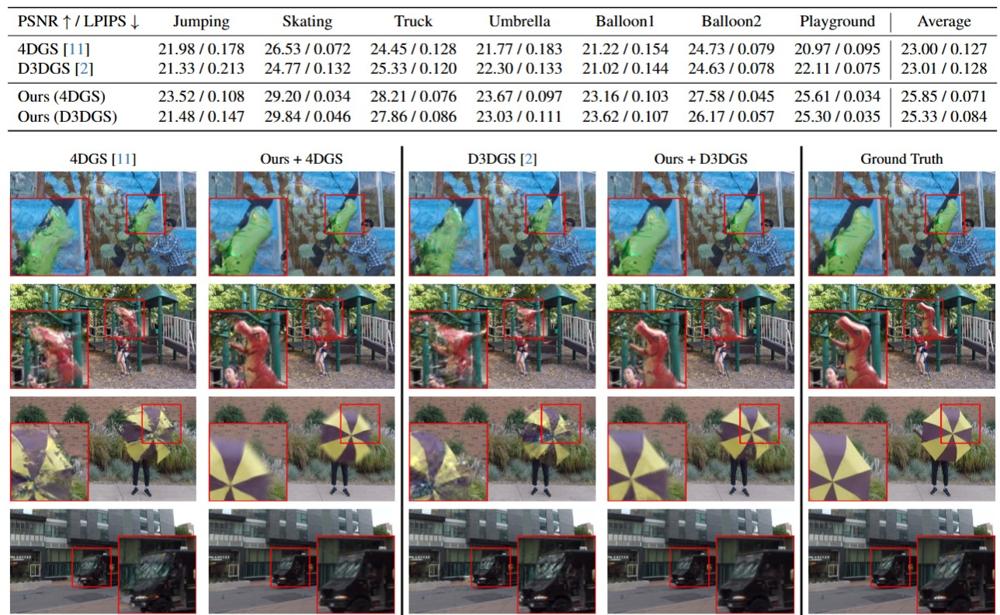 PSNR ↑ / LPIPS ↓ Jumping Skating Truck Umbrella Balloon1 Balloon2 Playground Average
4DGS [11] 21.98 / 0.178 26.53 / 0.072 24.45 / 0.128 21.77 / 0.183 21.22 / 0.154 24.73 / 0.079 20.97 / 0.095 23.00 / 0.127
D3DGS [2] 21.33 / 0.213 24.77 / 0.132 25.33 / 0.120 22.30 / 0.133 21.02 / 0.144 24.63 / 0.078 22.11 / 0.075 23.01 / 0.128
Ours (4DGS) 23.52 / 0.108 29.20 / 0.034 28.21 / 0.076 23.67 / 0.097 23.16 / 0.103 27.58 / 0.045 25.61 / 0.034 25.85 / 0.071
Ours (D3DGS) 21.48 / 0.147 29.84 / 0.046 27.86 / 0.086 23.03 / 0.111 23.62 / 0.107 26.17 / 0.057 25.30 / 0.035 25.33 / 0.084
4DGS [11] Ours + 4DGS D3DGS [2] Ours + D3DGS Ground Truth